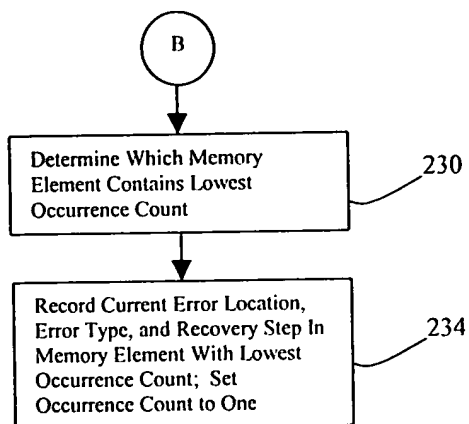 B
Determine Which Memory
Element Contains Lowest
Occurrence Count
230
Record Current Error Location,
Error Type, and Recovery Step In
Memory Element With Lowest
Occurrence Count; Set
Occurrence Count to One
234